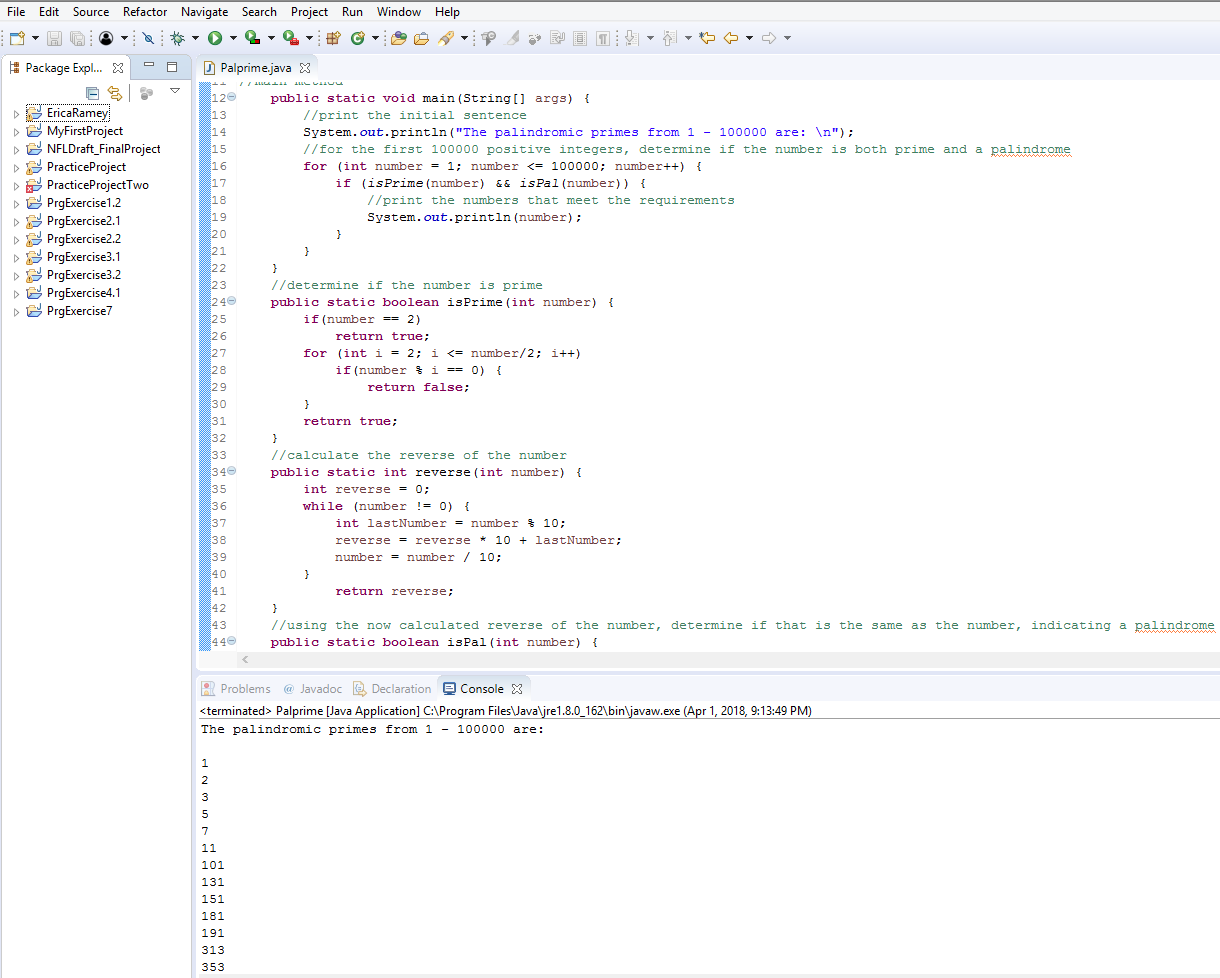 File Edit Source Refactor Navigate Search Project Run Window Help
Package Expl...
EricaRamey
MyFirstProject
NFLDraft_FinalProject
PracticeProject
PracticeProjectTwo
PrgExercise1.2
PrgExercise2.1
PrgExercise2.2
PrgExercise3.1
PrgExercise3.2
PrgExercise4.1
PrgExercise7
Palprime.java
11 //main method
12 public static void main(String[] args) {
13 //print the initial sentence
14 System.out.println("The palindromic primes from 1 - 100000 are: \n");
15 //for the first 100000 positive integers, determine if the number is both prime and a palindrome
16 for (int number = 1; number <= 100000; number++) {
17 if (isPrime(number) && isPal(number)) {
18 //print the numbers that meet the requirements
19 System.out.println(number);
20 }
21 }
22 }
23 //determine if the number is prime
24 public static boolean isPrime(int number) {
25 if(number == 2)
26 return true;
27 for (int i = 2; i <= number/2; i++)
28 if(number % i == 0) {
29 return false;
30 }
31 return true;
32 }
33 //calculate the reverse of the number
34 public static int reverse(int number) {
35 int reverse = 0;
36 while (number != 0) {
37 int lastNumber = number % 10;
38 reverse = reverse * 10 + lastNumber;
39 number = number / 10;
40 }
41 return reverse;
42 }
43 //using the now calculated reverse of the number, determine if that is the same as the number, indicating a palindrome
44 public static boolean isPal(int number) {
Problems @ Javadoc Declaration Console
<terminated> Palprime [Java Application] C:\Program Files\Java\jre1.8.0_162\bin\javaw.exe (Apr 1, 2018, 9:13:49 PM)
The palindromic primes from 1 - 100000 are:
1
2
3
5
7
11
101
131
151
181
191
313
353